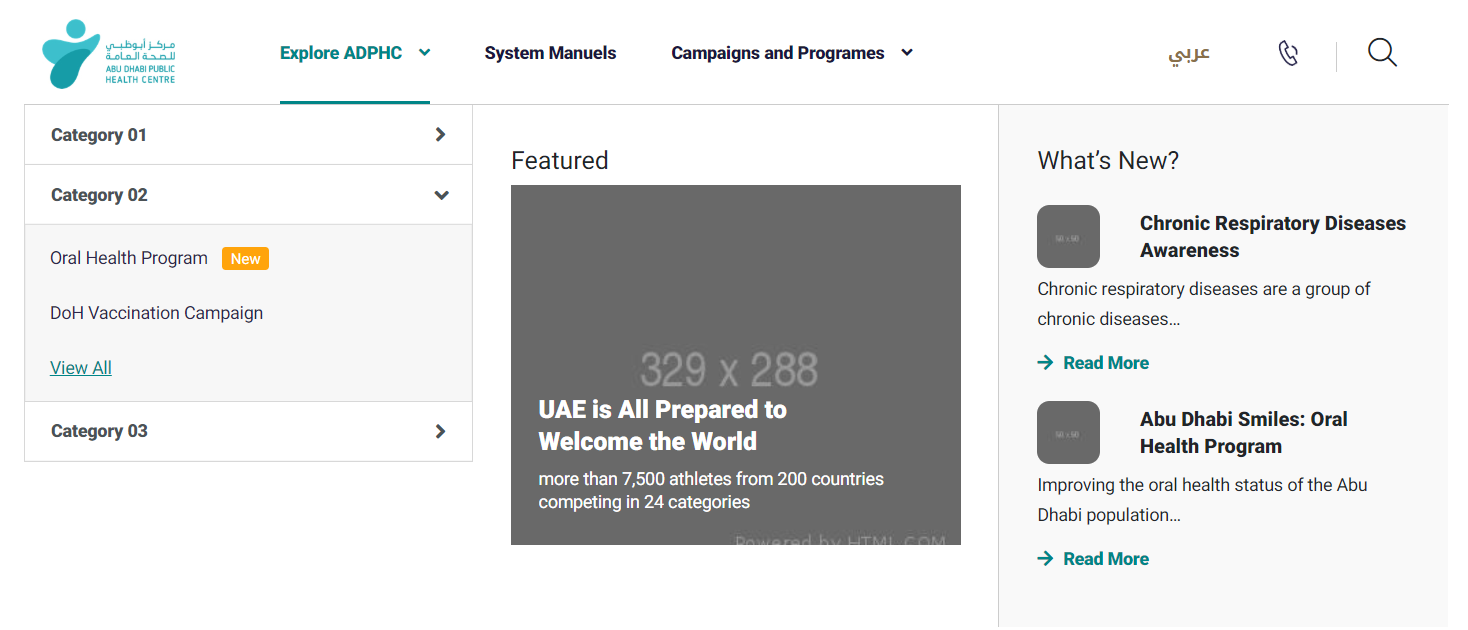 مركز أبوظبي
للصحة العامة
ABU DHABI PUBLIC
HEALTH CENTRE
Explore ADPHC
System Manuels
Campaigns and Programes
عربي
Category 01
Category 02
Oral Health Program New
DoH Vaccination Campaign
View All
Category 03
Featured
329 x 288
UAE is All Prepared to
Welcome the World
more than 7,500 athletes from 200 countries
competing in 24 categories
Powered by HTML.COM
What’s New?
Chronic Respiratory Diseases
Awareness
Chronic respiratory diseases are a group of
chronic diseases...
Read More
Abu Dhabi Smiles: Oral
Health Program
Improving the oral health status of the Abu
Dhabi population...
Read More